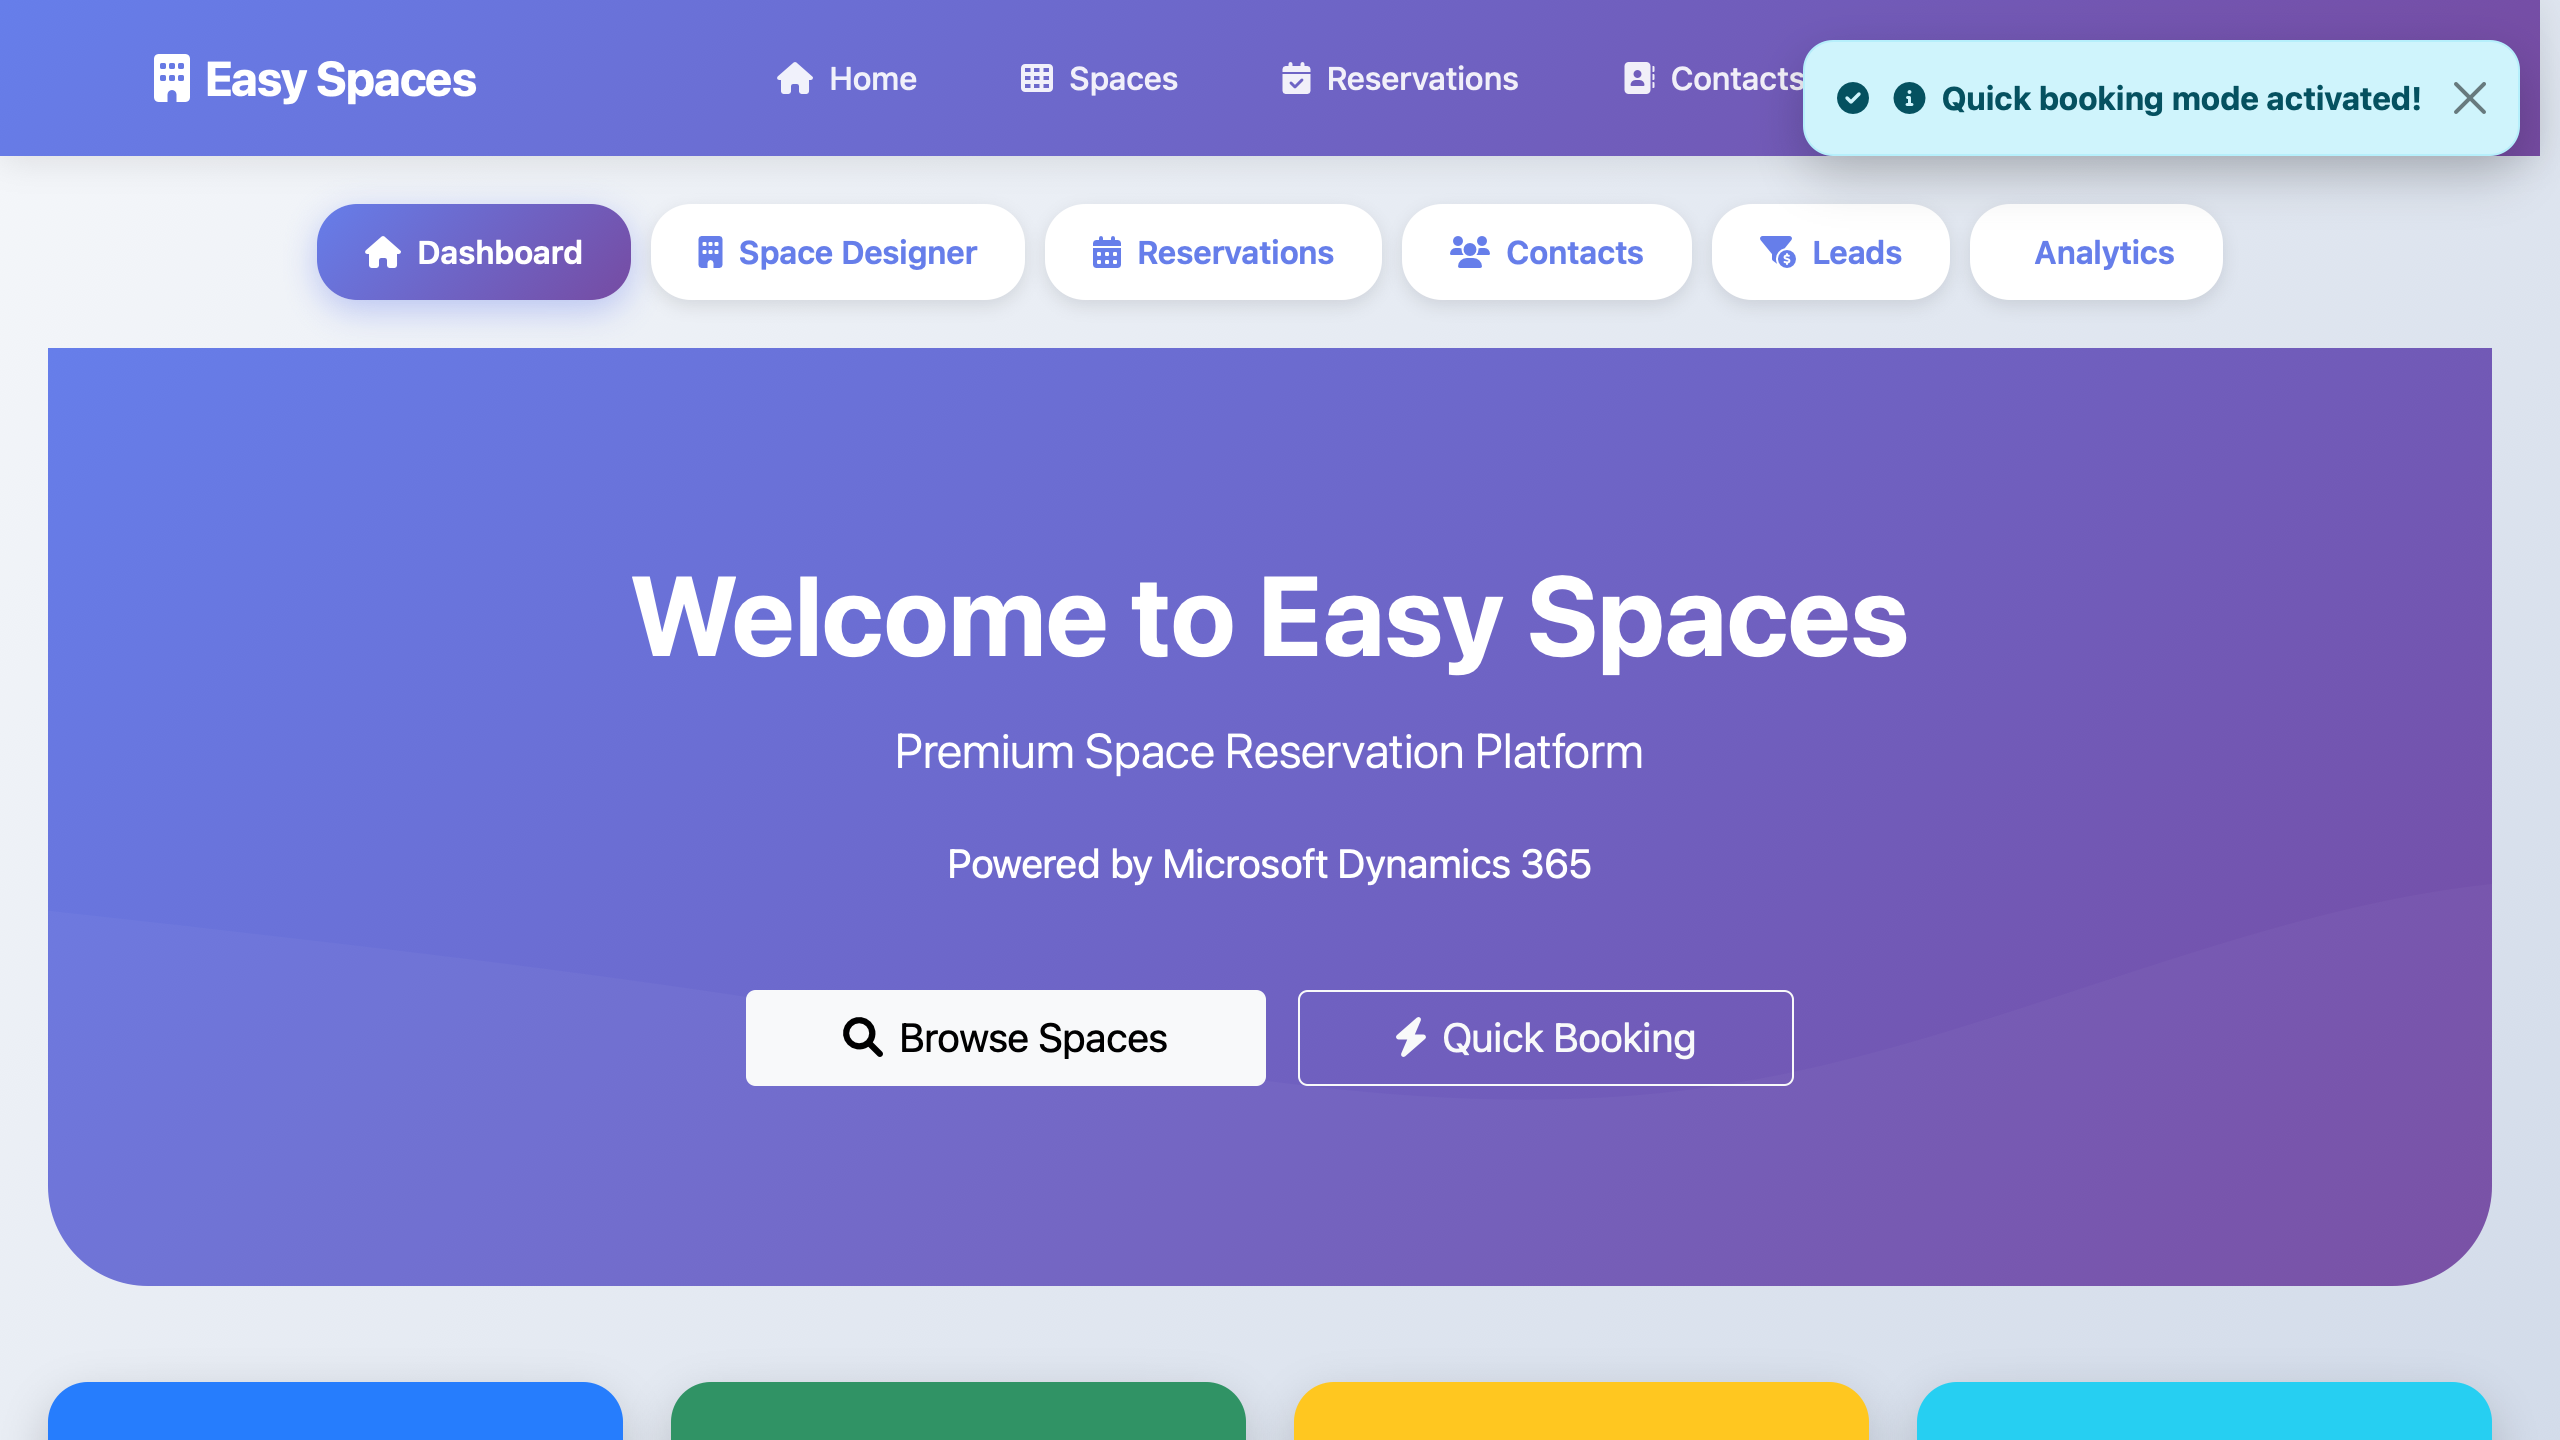 Easy Spaces
Home
Spaces
Reservations
Contacts
Quick booking mode activated!
Dashboard
Space Designer
Reservations
Contacts
Leads
Analytics
Welcome to Easy Spaces
Premium Space Reservation Platform
Powered by Microsoft Dynamics 365
Browse Spaces
Quick Booking